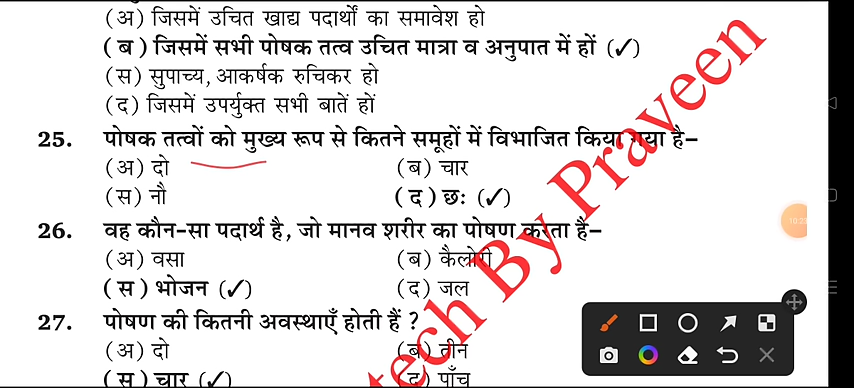 (अ) जिसमें उचित खाद्य पदार्थों का समावेश हो
(ब) जिसमें सभी पोषक तत्व उचित मात्रा व अनुपात में हों (✓)
(स) सुपाच्य, आकर्षक रुचिकर हो
(द) जिसमें उपर्युक्त सभी बातें हों
25. पोषक तत्वों को मुख्य रूप से कितने समूहों में विभाजित किया गया है–
(अ) दो (ब) चार
(स) नौ (द) छः (✓)
26. वह कौन-सा पदार्थ है, जो मानव शरीर का पोषण करता है–
(अ) वसा (ब) कैलोरी
(स) भोजन (✓) (द) जल
27. पोषण की कितनी अवस्थाएँ होती हैं ?
(अ) दो (ब) तीन
(स) चार (✓) (द) पाँच
tech By Praveen